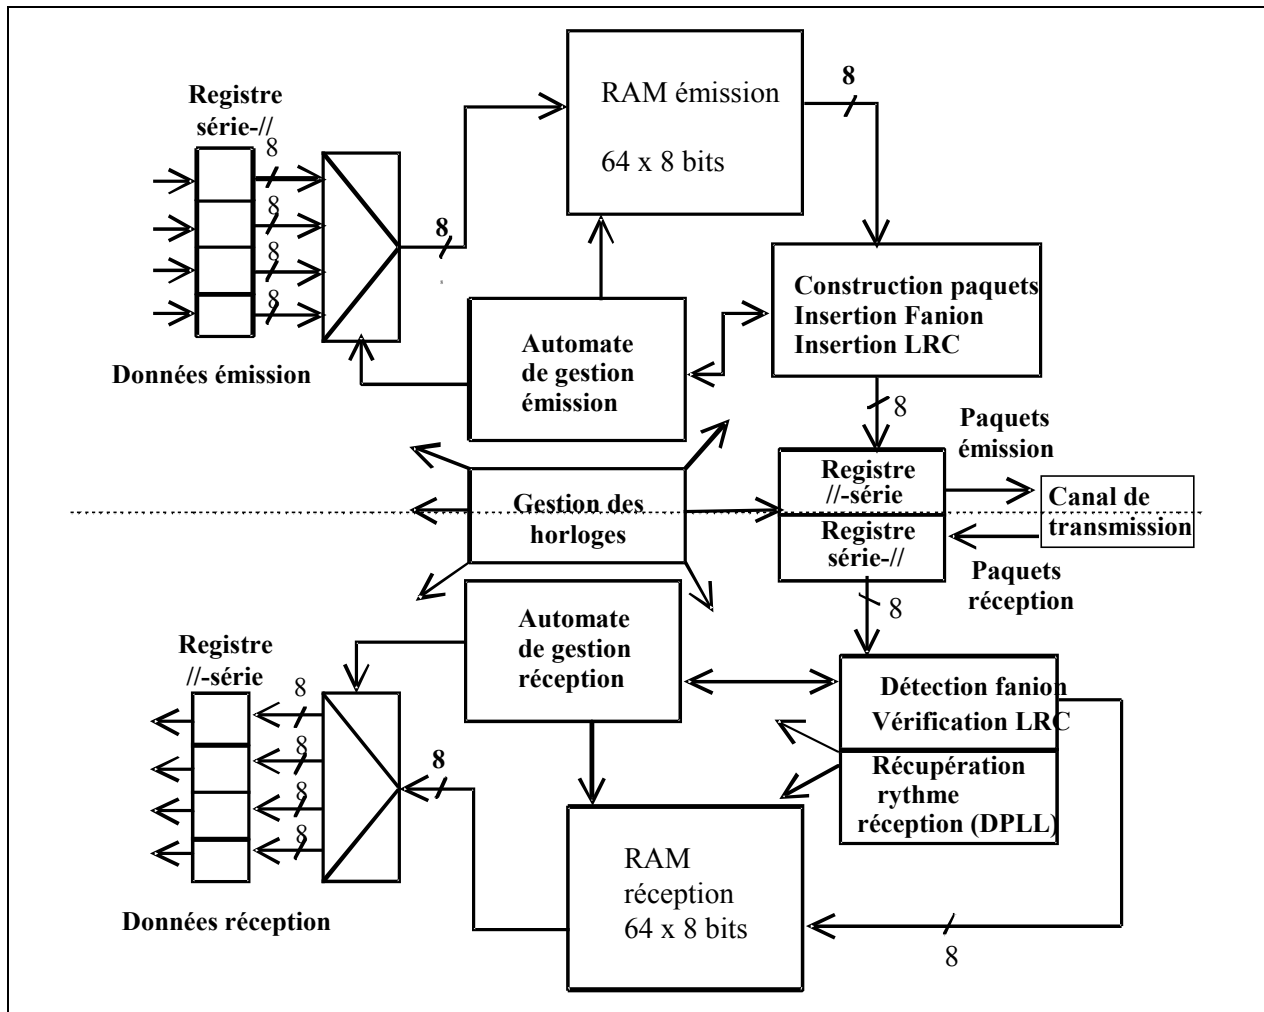 Registre
série-//
8
8
8
8
Données émission
8
RAM émission
64 x 8 bits
8
Construction paquets
Insertion Fanion
Insertion LRC
Automate
de gestion
émission
8
Paquets
émission
Registre
//-série
Gestion des
horloges
Canal de
transmission
Registre
série-//
Paquets
réception
8
Automate
de gestion
réception
Registre
//-série
8
8
8
8
Données réception
8
Détection fanion
Vérification LRC
Récupération
rythme
réception (DPLL)
RAM
réception
64 x 8 bits
8